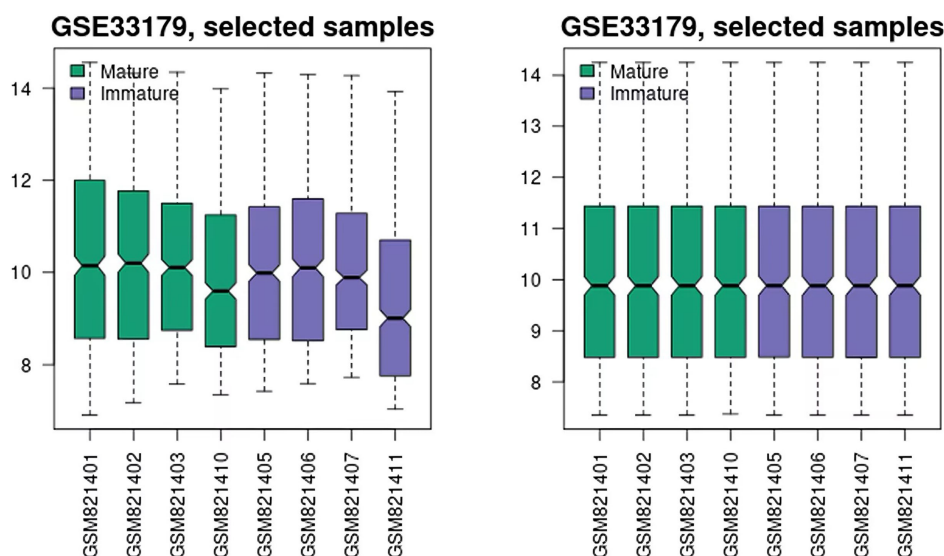 GSE33179, selected samples
Mature
Immature
14
12
10
8
GSM821401
GSM821402
GSM821403
GSM821410
GSM821405
GSM821406
GSM821407
GSM821411
GSE33179, selected samples
Mature
Immature
14
13
12
11
10
9
8
GSM821401
GSM821402
GSM821403
GSM821410
GSM821405
GSM821406
GSM821407
GSM821411